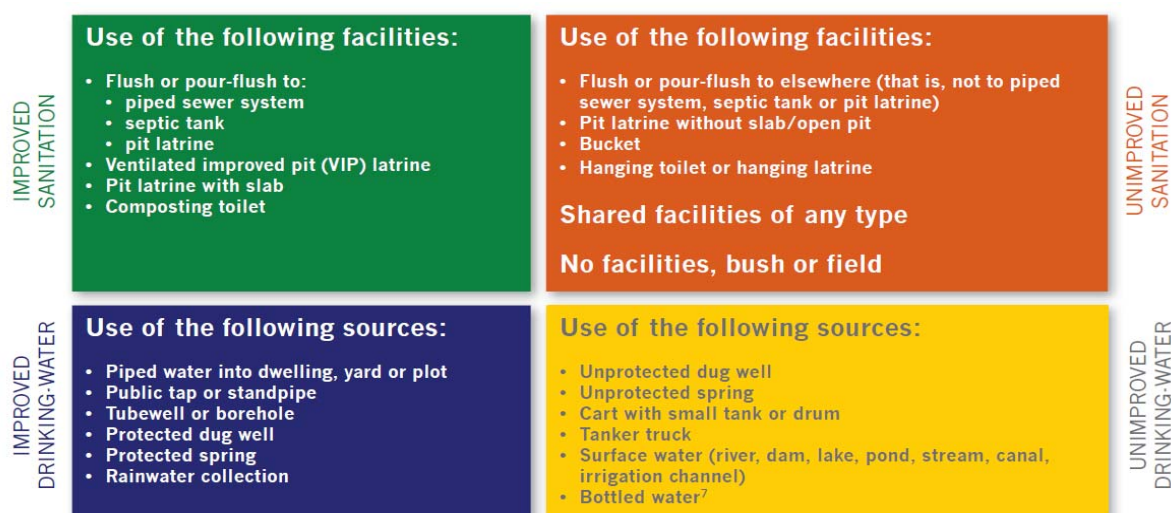 IMPROVED
SANITATION
Use of the following facilities:
• Flush or pour-flush to:
• piped sewer system
• septic tank
• pit latrine
• Ventilated improved pit (VIP) latrine
• Pit latrine with slab
• Composting toilet
Use of the following facilities:
• Flush or pour-flush to elsewhere (that is, not to piped
sewer system, septic tank or pit latrine)
• Pit latrine without slab/open pit
• Bucket
• Hanging toilet or hanging latrine
Shared facilities of any type
No facilities, bush or field
UNIMPROVED
SANITATION
IMPROVED
DRINKING-WATER
Use of the following sources:
• Piped water into dwelling, yard or plot
• Public tap or standpipe
• Tubewell or borehole
• Protected dug well
• Protected spring
• Rainwater collection
Use of the following sources:
• Unprotected dug well
• Unprotected spring
• Cart with small tank or drum
• Tanker truck
• Surface water (river, dam, lake, pond, stream, canal,
irrigation channel)
• Bottled water⁷
UNIMPROVED
DRINKING-WATER